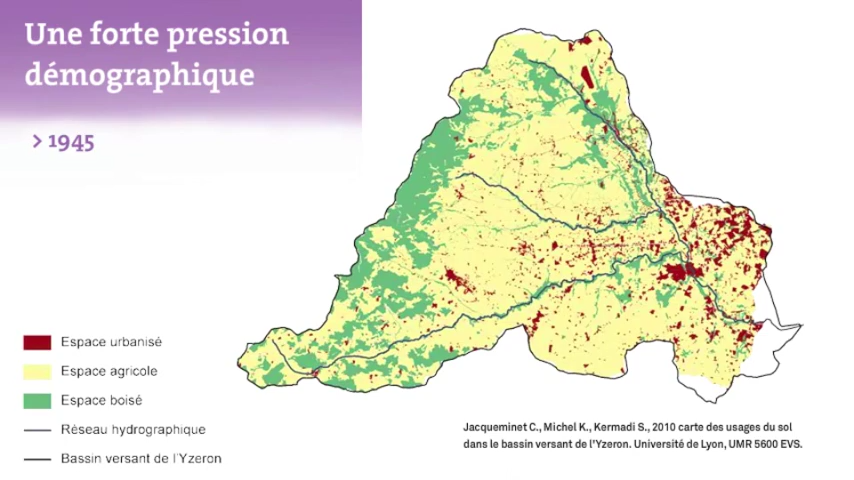 Une forte pression
démographique
> 1945
Espace urbanisé
Espace agricole
Espace boisé
Réseau hydrographique
Bassin versant de l'Yzeron
Jacqueminet C., Michel K., Kermadi S., 2010 carte des usages du sol
dans le bassin versant de l'Yzeron. Université de Lyon, UMR 5600 EVS.